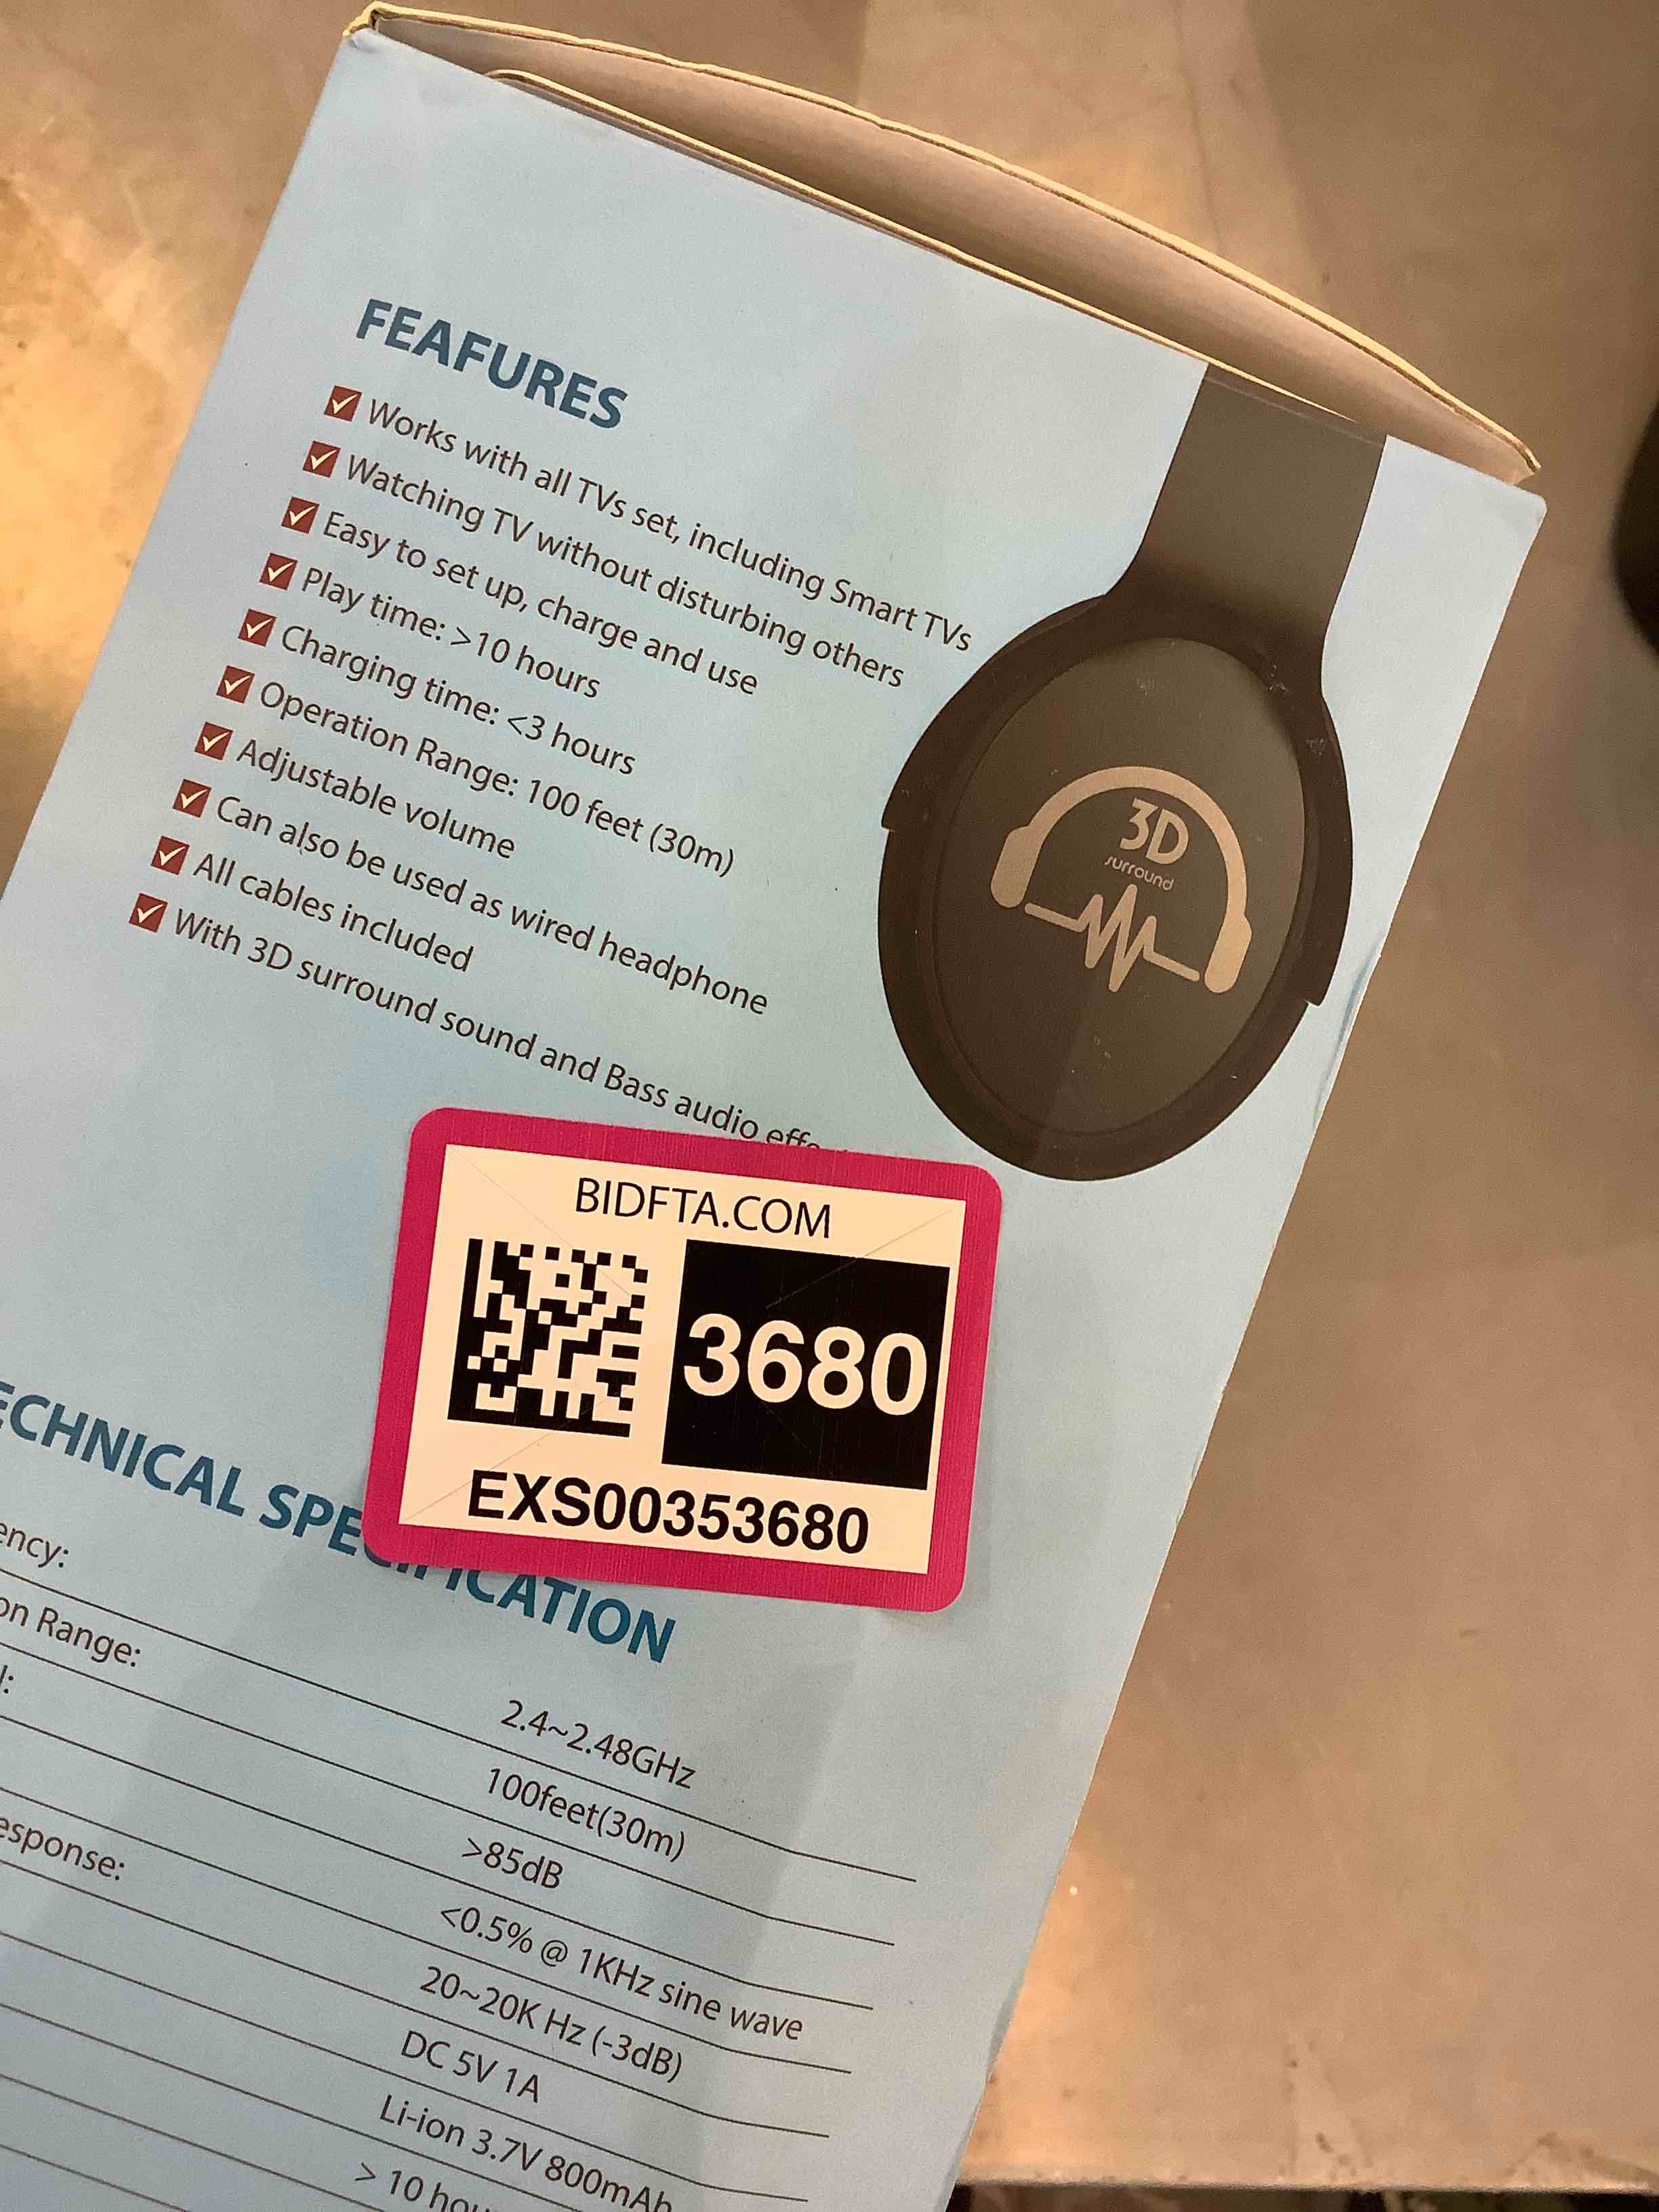 FEAFURES
Works with all TVs set, including Smart TVs
Watching TV without disturbing others
Easy to set up, charge and use
Play time: >10 hours
Charging time: <3 hours
Operation Range: 100 feet (30m)
Adjustable volume
Can also be used as wired headphone
All cables included
With 3D surround sound and Bass audio
3D
surround
BIDFTA.COM
3680
EXS00353680
ECHNICAL SPECIFICATION
ency: 2.4~2.48GHz
on Range: 100feet(30m)
l: >85dB
<0.5% @ 1KHz sine wave
esponse: 20~20K Hz (-3dB)
DC 5V 1A
Li-ion 3.7V 800mAh
> 10 hou